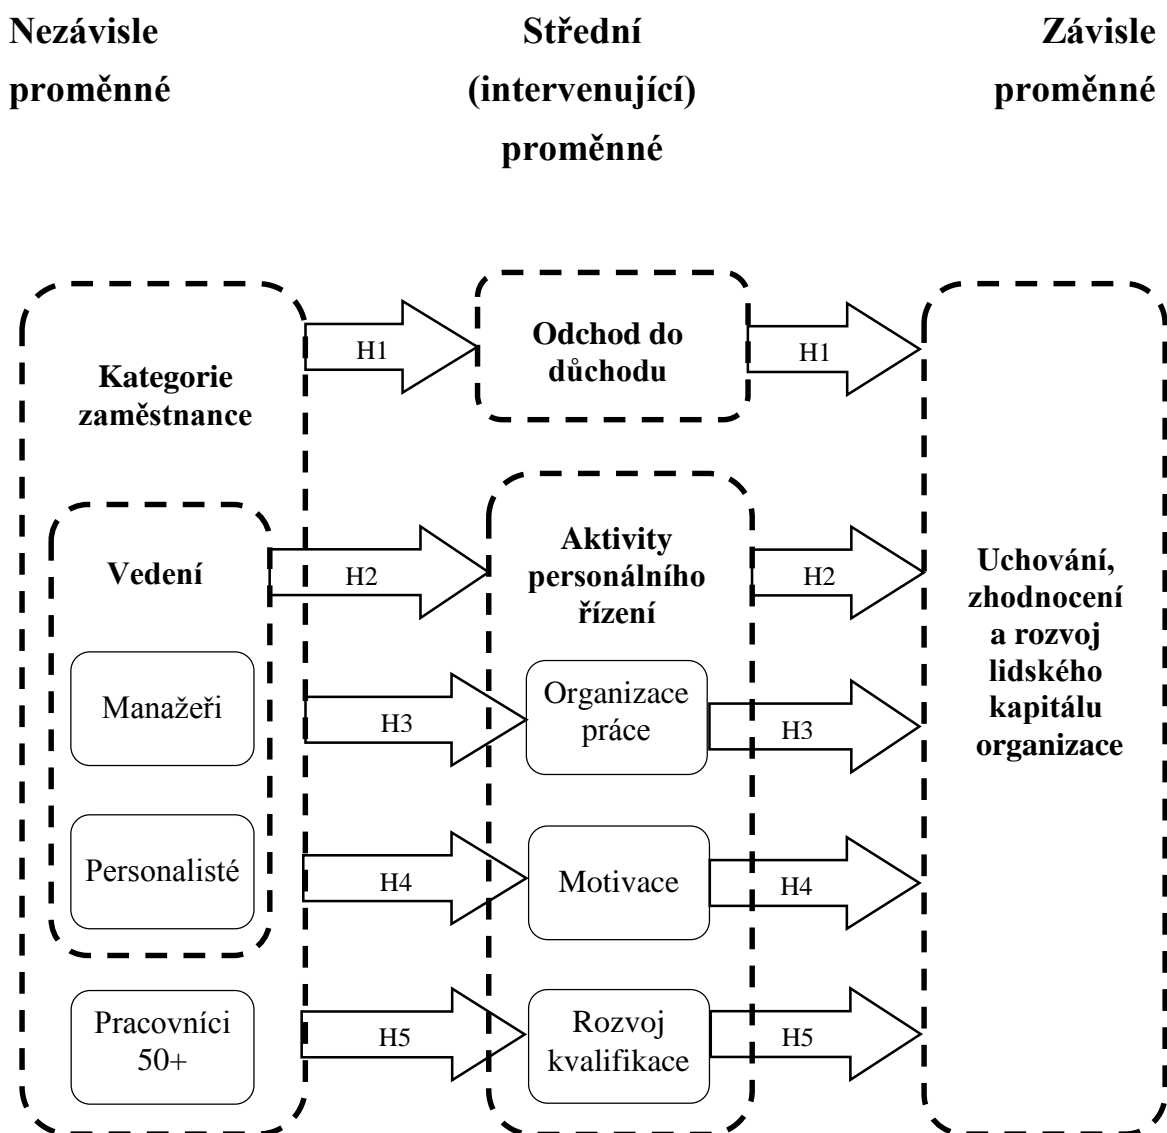 Nezávisle
proměnné
Střední
(intervenující)
proměnné
Závisle
proměnné
Kategorie
zaměstnance
H1
Odchod do
důchodu
H1
Vedení
H2
Aktivity
personálního
řízení
H2
Uchování,
zhodnocení
a rozvoj
lidského
kapitálu
organizace
Manažeři
H3
Organizace
práce
H3
Personalisté
H4
Motivace
H4
Pracovníci
50+
H5
Rozvoj
kvalifikace
H5